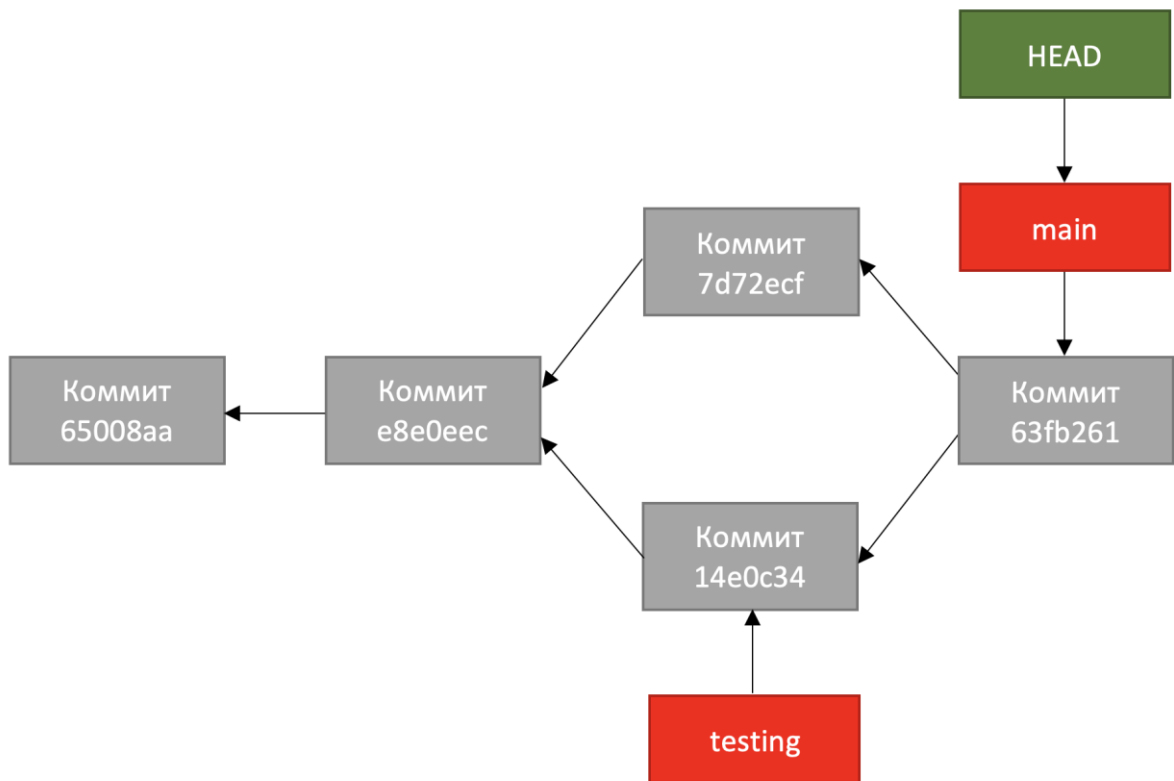 HEAD
main
Коммит
7d72ecf
Коммит
65008aa
Коммит
e8e0eec
Коммит
63fb261
Коммит
14e0c34
testing